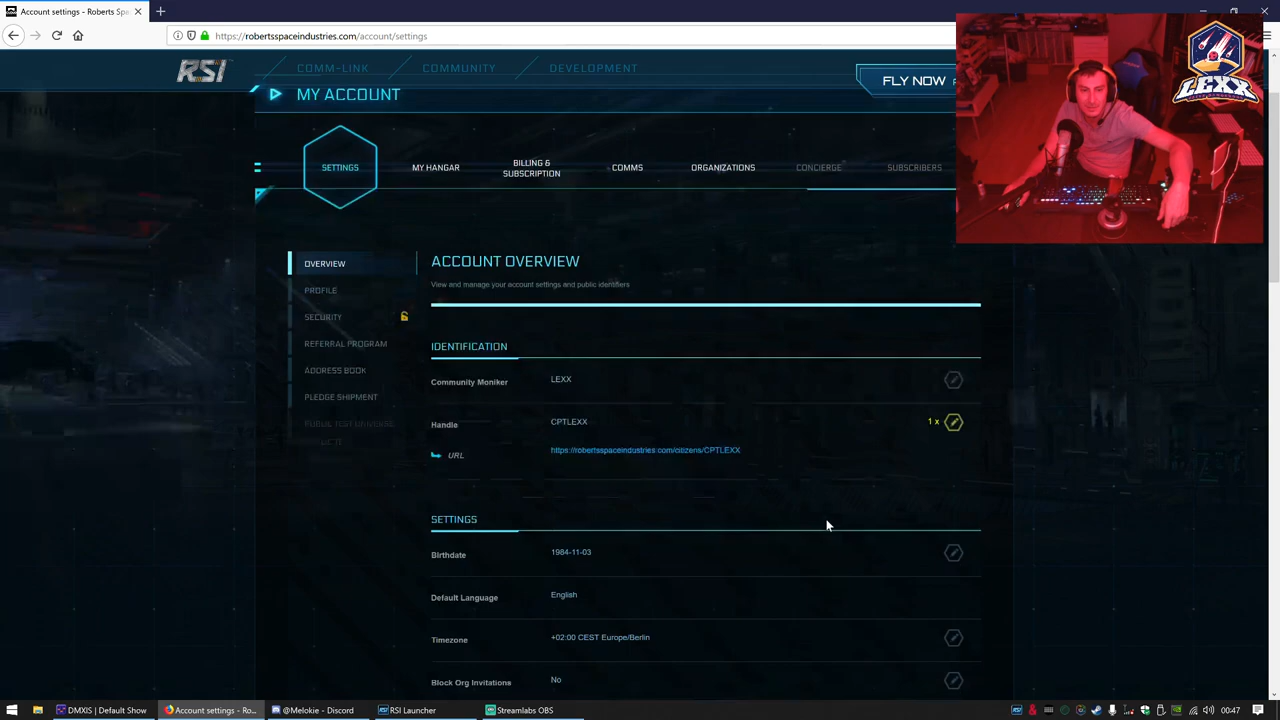 Account settings - Roberts Spa
https://robertsspaceindustries.com/account/settings
RSI
COMM-LINK
COMMUNITY
DEVELOPMENT
FLY NOW
MY ACCOUNT
LEXX
SETTINGS
MY HANGAR
BILLING &
SUBSCRIPTION
COMMS
ORGANIZATIONS
CONCIERGE
SUBSCRIBERS
OVERVIEW
PROFILE
SECURITY
REFERRAL PROGRAM
ADDRESS BOOK
PLEDGE SHIPMENT
PUBLIC TEST UNIVERSE
ACCOUNT OVERVIEW
View and manage your account settings and public identifiers
IDENTIFICATION
Community Moniker
LEXX
Handle
CPTLEXX
1 x
URL
https://robertsspaceindustries.com/citizens/CPTLEXX
SETTINGS
Birthdate
1984-11-03
Default Language
English
Timezone
+02:00 CEST Europe/Berlin
Block Org Invitations
No
DMXIS | Default Show
Account settings - Ro...
@Melokie - Discord
RSI Launcher
Streamlabs OBS
00:47